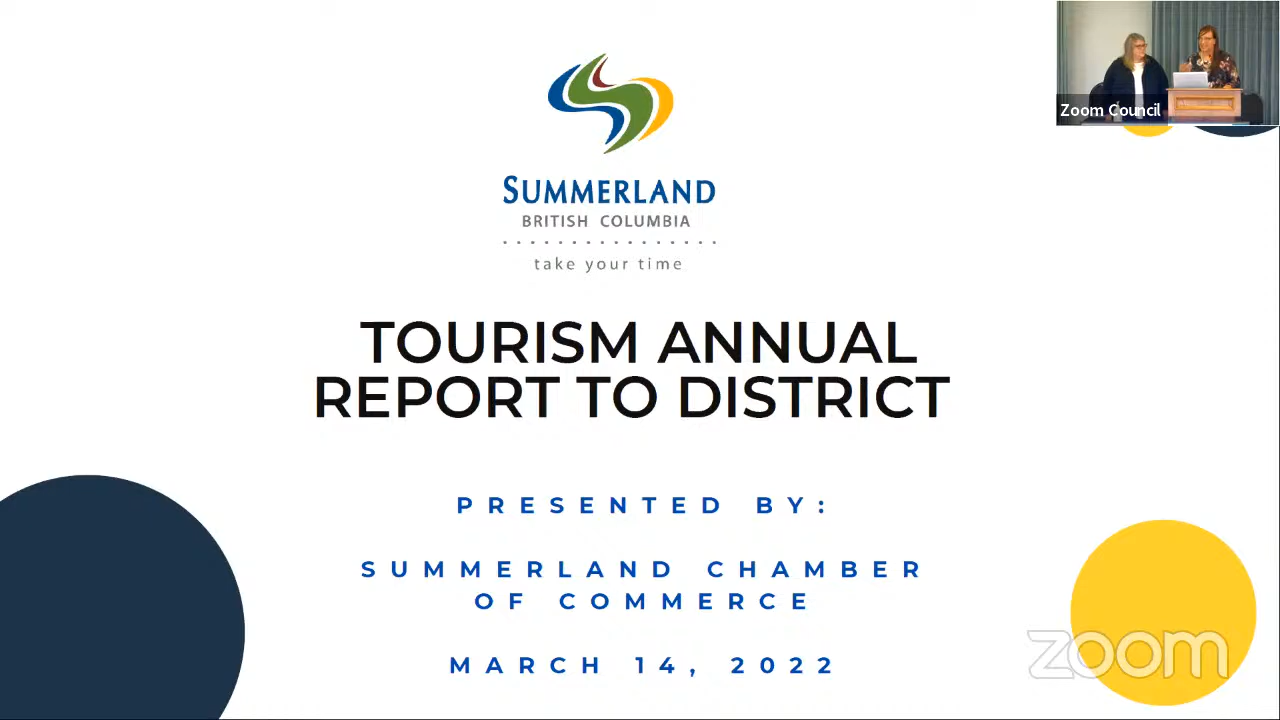 Zoom Council
SUMMERLAND
BRITISH COLUMBIA
take your time
TOURISM ANNUAL
REPORT TO DISTRICT
PRESENTED BY:
SUMMERLAND CHAMBER
OF COMMERCE
MARCH 14, 2022
zoom